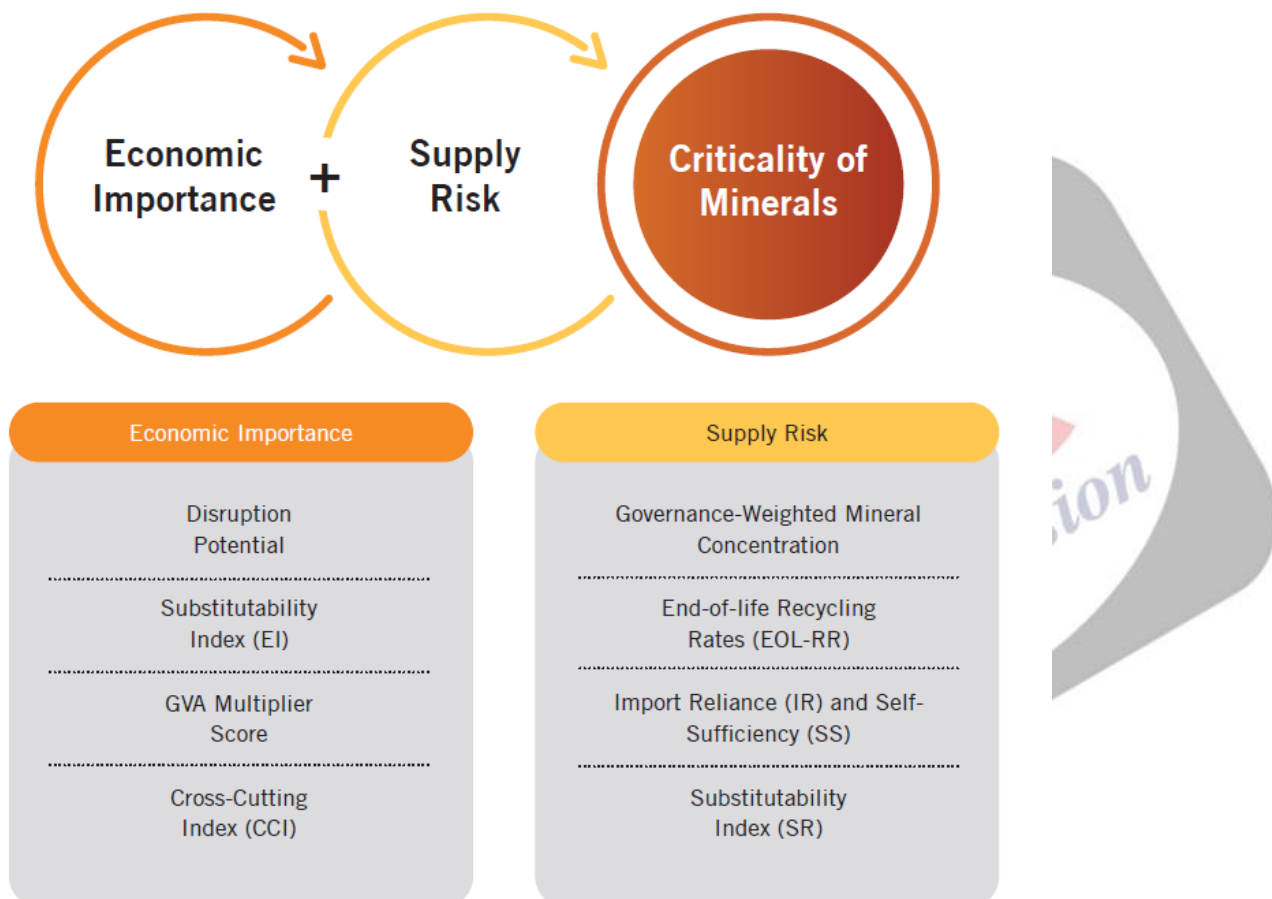 Economic
Importance
+
Supply
Risk
Criticality of
Minerals
Economic Importance
Disruption
Potential
Substitutability
Index (EI)
GVA Multiplier
Score
Cross-Cutting
Index (CCI)
Supply Risk
Governance-Weighted Mineral
Concentration
End-of-life Recycling
Rates (EOL-RR)
Import Reliance (IR) and Self-
Sufficiency (SS)
Substitutability
Index (SR)